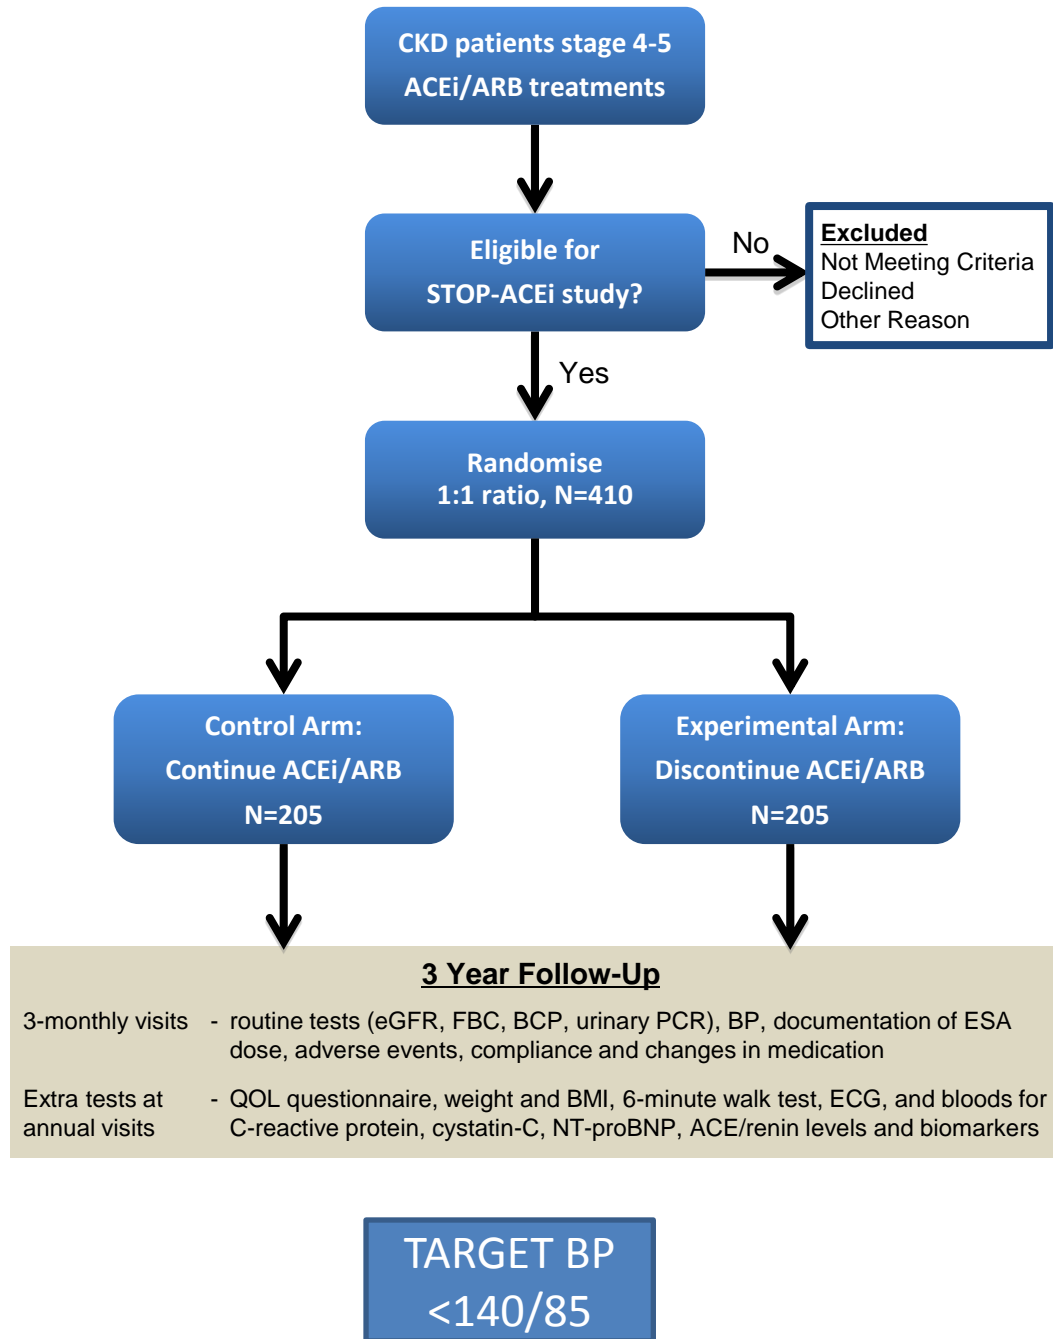 CKD patients stage 4-5
ACEi/ARB treatments
Eligible for
STOP-ACEi study?
No
Excluded
Not Meeting Criteria
Declined
Other Reason
Yes
Randomise
1:1 ratio, N=410
Control Arm:
Continue ACEi/ARB
N=205
Experimental Arm:
Discontinue ACEi/ARB
N=205
3 Year Follow-Up
3-monthly visits - routine tests (eGFR, FBC, BCP, urinary PCR), BP, documentation of ESA
dose, adverse events, compliance and changes in medication
Extra tests at - QOL questionnaire, weight and BMI, 6-minute walk test, ECG, and bloods for
annual visits C-reactive protein, cystatin-C, NT-proBNP, ACE/renin levels and biomarkers
TARGET BP
<140/85